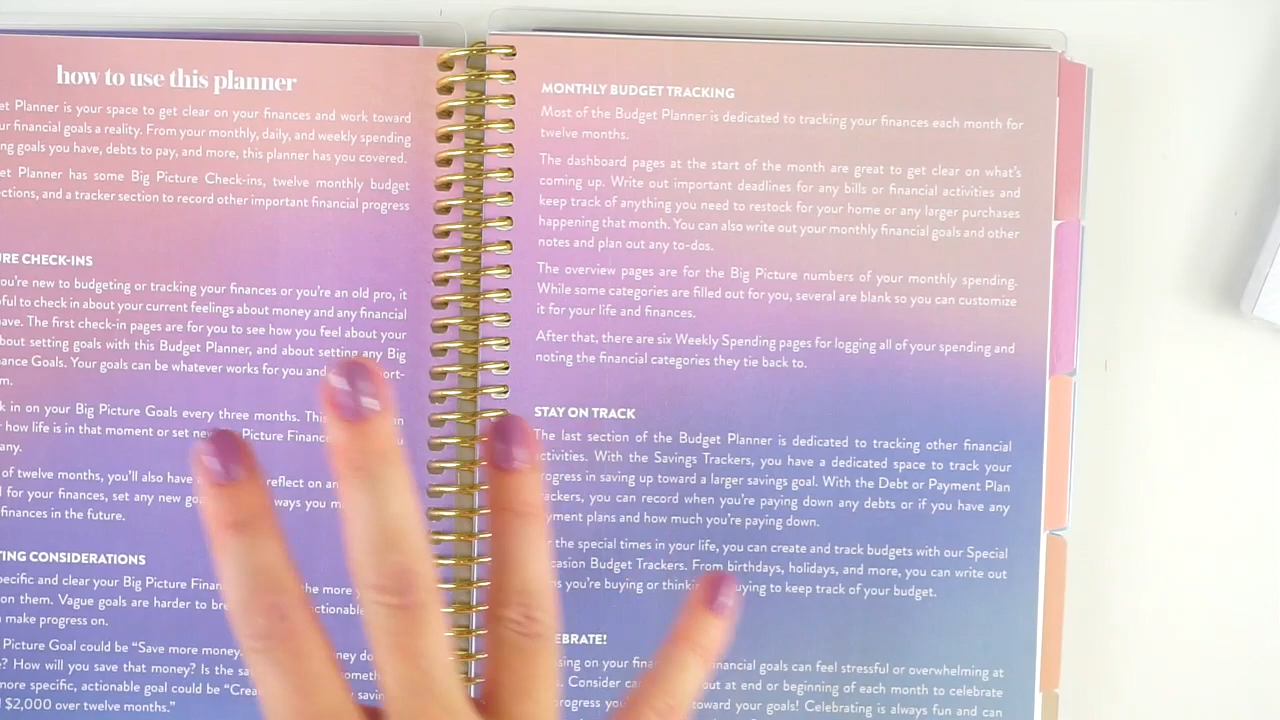 how to use this planner
et Planner is your space to get clear on your finances and work toward
ur financial goals a reality. From your monthly, daily, and weekly spending
ng goals you have, debts to pay, and more, this planner has you covered.
et Planner has some Big Picture Check-ins, twelve monthly budget
ctions, and a tracker section to record other important financial progress
RE CHECK-INS
you're new to budgeting or tracking your finances or you're an old pro, it
ful to check in about your current feelings about money and any financial
have. The first check-in pages are for you to see how you feel about your
bout setting goals with this Budget Planner, and about setting any Big
nance Goals. Your goals can be whatever works for you and ort-
m.
k in on your Big Picture Goals every three months. This
how life is in that moment or set new Picture Finance
any.
of twelve months, you'll also have reflect on
for your finances, set any new ways you
finances in the future.
TING CONSIDERATIONS
pecific and clear your Big Picture the more
on them. Vague goals are harder to actionable
make progress on.
Picture Goal could be "Save more money.
? How will you save that money? Is the
more specific, actionable goal could be
$2,000 over twelve months."
MONTHLY BUDGET TRACKING
Most of the Budget Planner is dedicated to tracking your finances each month for
twelve months.
The dashboard pages at the start of the month are great to get clear on what's
coming up. Write out important deadlines for any bills or financial activities and
keep track of anything you need to restock for your home or any larger purchases
happening that month. You can also write out your monthly financial goals and other
notes and plan out any to-dos.
The overview pages are for the Big Picture numbers of your monthly spending.
While some categories are filled out for you, several are blank so you can customize
it for your life and finances.
After that, there are six Weekly Spending pages for logging all of your spending and
noting the financial categories they tie back to.
STAY ON TRACK
The last section of the Budget Planner is dedicated to tracking other financial
activities. With the Savings Trackers, you have a dedicated space to track your
rogress in saving up toward a larger savings goal. With the Debt or Payment Plan
rackers, you can record when you're paying down any debts or if you have any
yment plans and how much you're paying down.
r the special times in your life, you can create and track budgets with our Special
casion Budget Trackers. From birthdays, holidays, and more, you can write out
s you're buying or uying to keep track of your budget.
EBRATE!
sing on your financial goals can feel stressful or overwhelming at
. Consider out at end or beginning of each month to celebrate
progress toward your goals! Celebrating is always fun and can